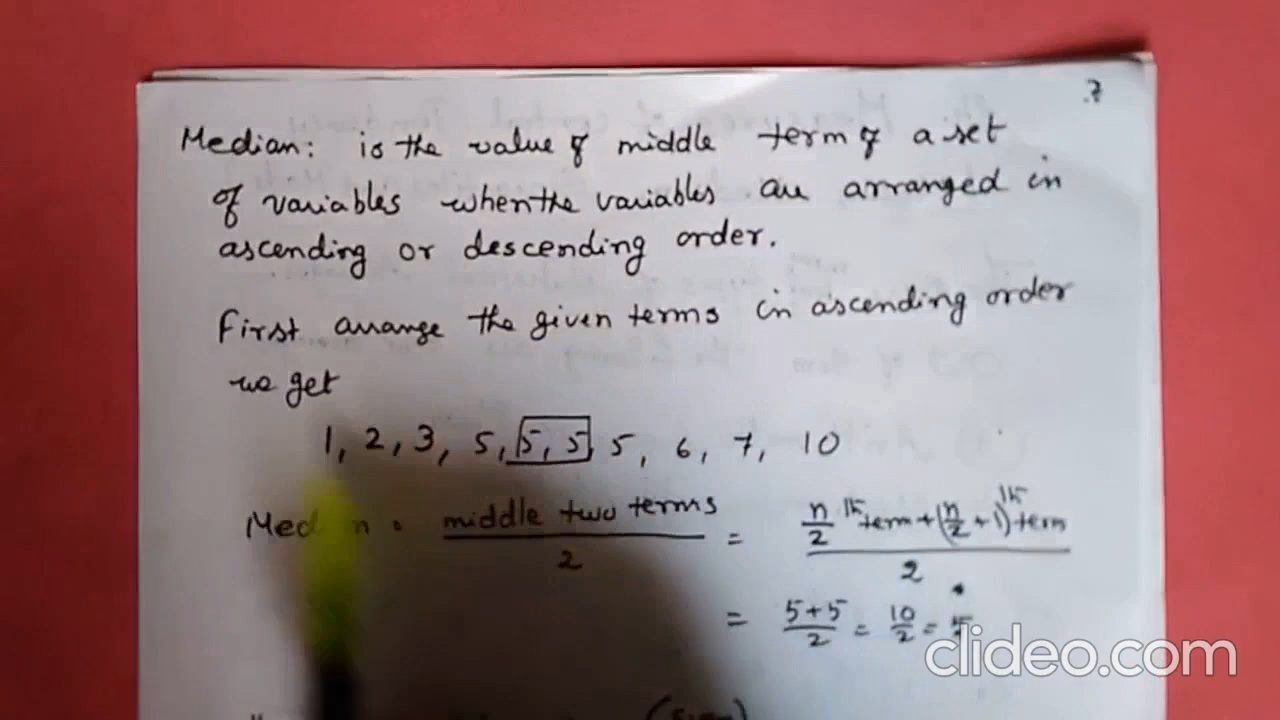 7
Median: is the value of middle term of a set
of variables when the variables are arranged in
ascending or descending order.
First arrange the given terms in ascending order
we get
1, 2, 3, 5, 5, 5, 5, 6, 7, 10
middle two terms / 2 = (n/2 th term + (n/2 + 1)th term) / 2
= (5+5)/2 = 10/2 = 5
clideo.com